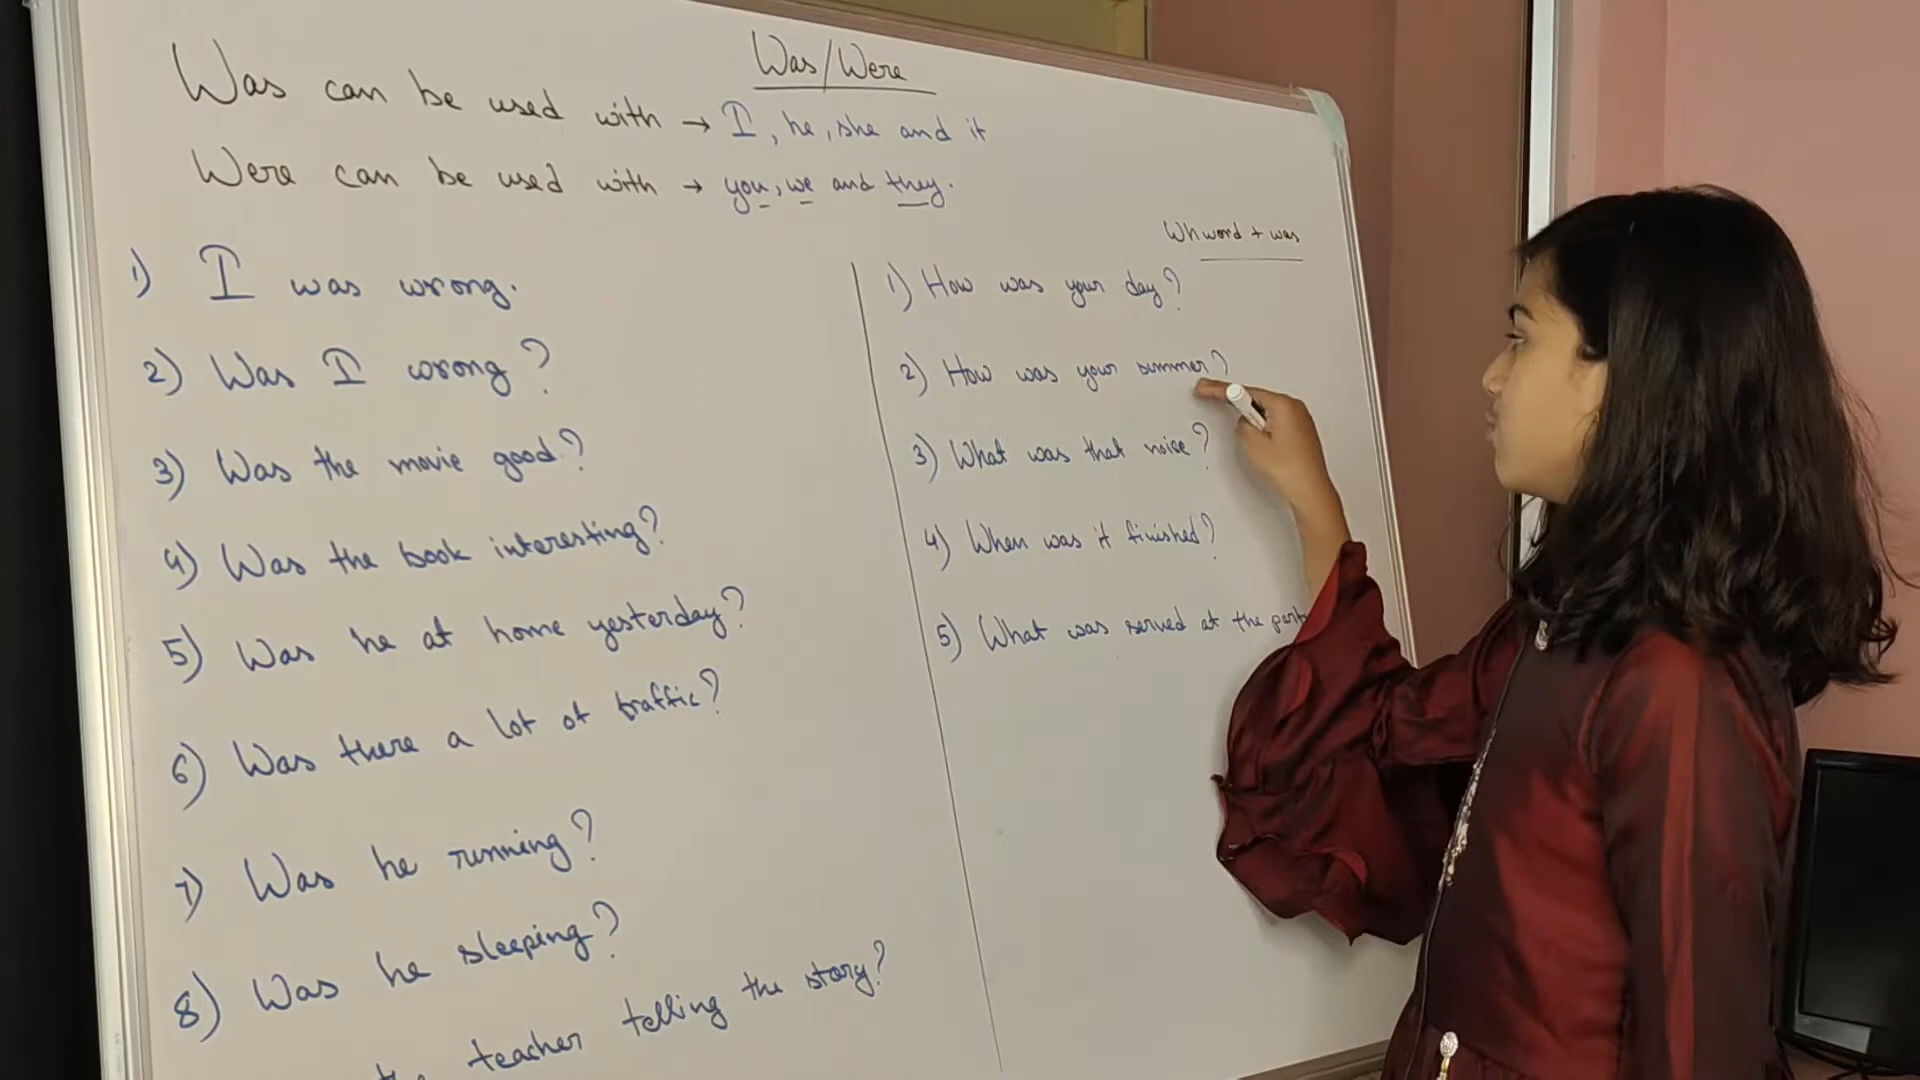 Was/Were
Was can be used with → I, he, she and it
Were can be used with → you, we and they.
1) I was wrong.
2) Was I wrong?
3) Was the movie good?
4) Was the book interesting?
5) Was he at home yesterday?
6) Was there a lot of traffic?
7) Was he running?
8) Was he sleeping?
the teacher telling the story?
Wh word + was
1) How was your day?
2) How was your summer?
3) What was that noise?
4) When was it finished?
5) What was served at the party